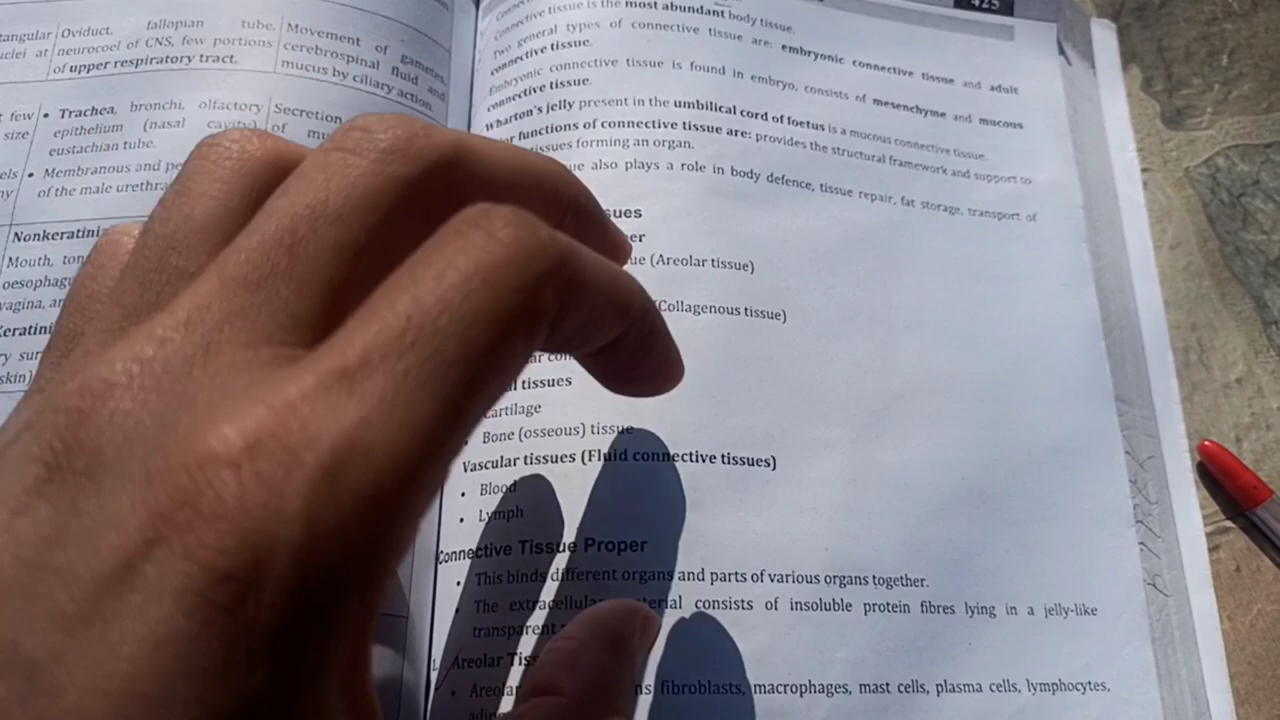 tangular
uclei at
Oviduct, fallopian tube,
neurocoel of CNS, few portions
of upper respiratory tract.
Movement of gametes,
cerebrospinal fluid and
mucus by ciliary action.
t few
size
• Trachea, bronchi, olfactory
epithelium (nasal cavity)
eustachian tube.
Secretion
of
els
• Membranous and
of the male urethra
Nonkeratini
Mouth, ton
oesophag
vagina, an
Keratini
ry sur
skin)
425
Connective tissue is the most abundant body tissue.
Two general types of connective tissue are: embryonic connective tissue and adult
connective tissue.
Embryonic connective tissue is found in embryo, consists of mesenchyme and mucous
connective tissue.
Wharton's jelly present in the umbilical cord of foetus is a mucous connective tissue.
functions of connective tissue are: provides the structural framework and support to
tissues forming an organ.
ue also plays a role in body defence, tissue repair, fat storage, transport of
sues
er
ue (Areolar tissue)
(Collagenous tissue)
tissues
Cartilage
• Bone (osseous) tissue
Vascular tissues (Fluid connective tissues)
• Blood
• Lymph
Connective Tissue Proper
• This binds different organs and parts of various organs together.
• The extracellular material consists of insoluble protein fibres lying in a jelly-like
transparent
1. Areolar Tiss
• Areolar ns fibroblasts, macrophages, mast cells, plasma cells, lymphocytes,